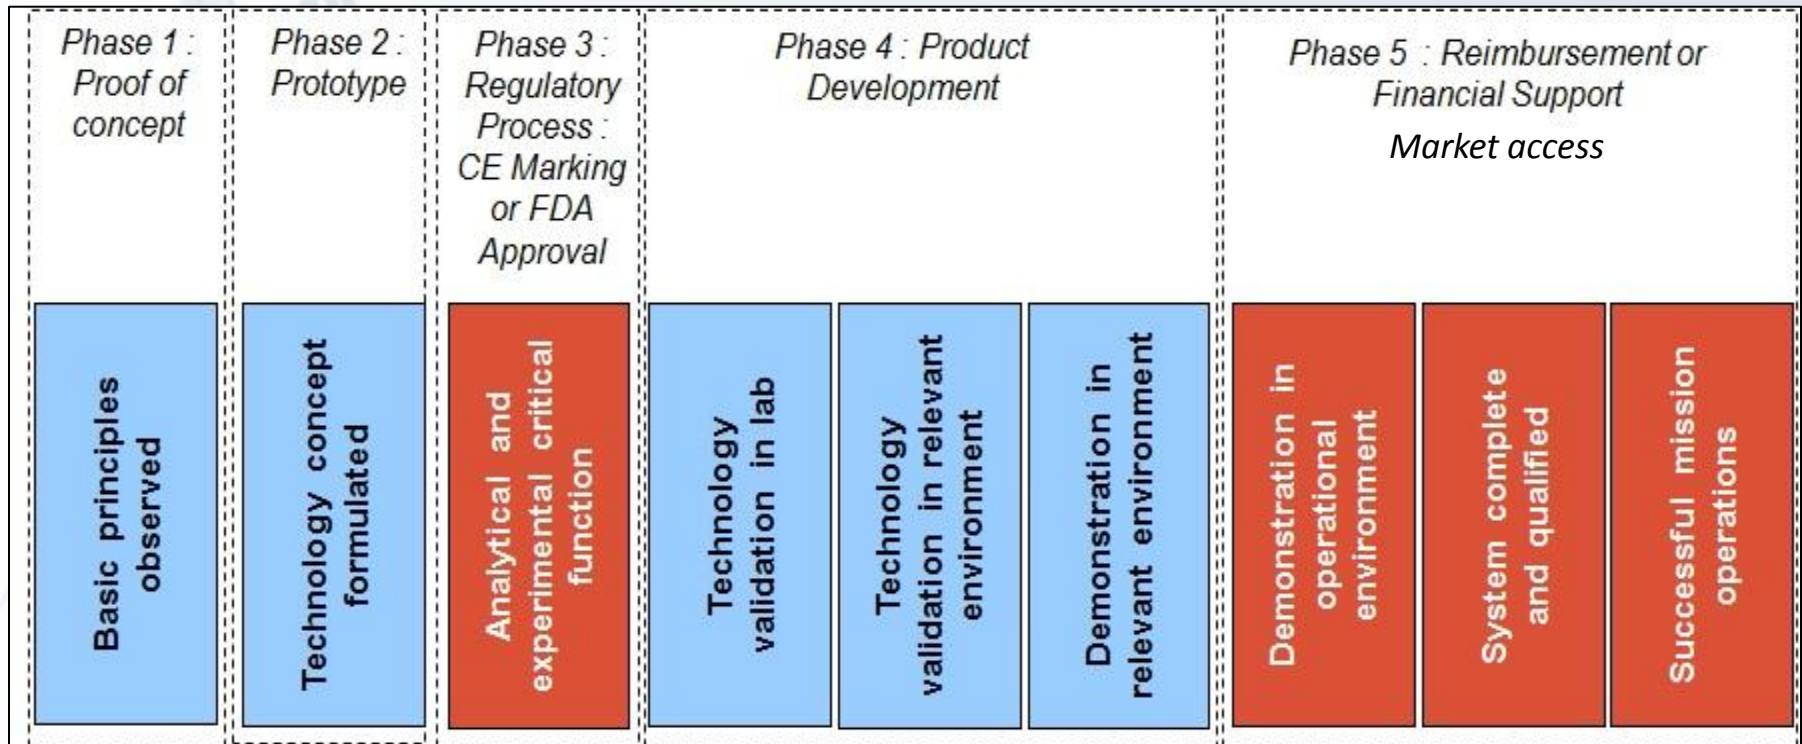 Phase 1 :
Proof of
concept
Phase 2 :
Prototype
Phase 3 :
Regulatory
Process :
CE Marking
or FDA
Approval
Phase 4 : Product
Development
Phase 5 : Reimbursement or
Financial Support
Market access
Basic principles
observed
Technology concept
formulated
Analytical and
experimental critical
function
Technology
validation in lab
Technology
validation in relevant
environment
Demonstration in
relevant environment
Demonstration in
operational
environment
System complete
and qualified
Successful mission
operations